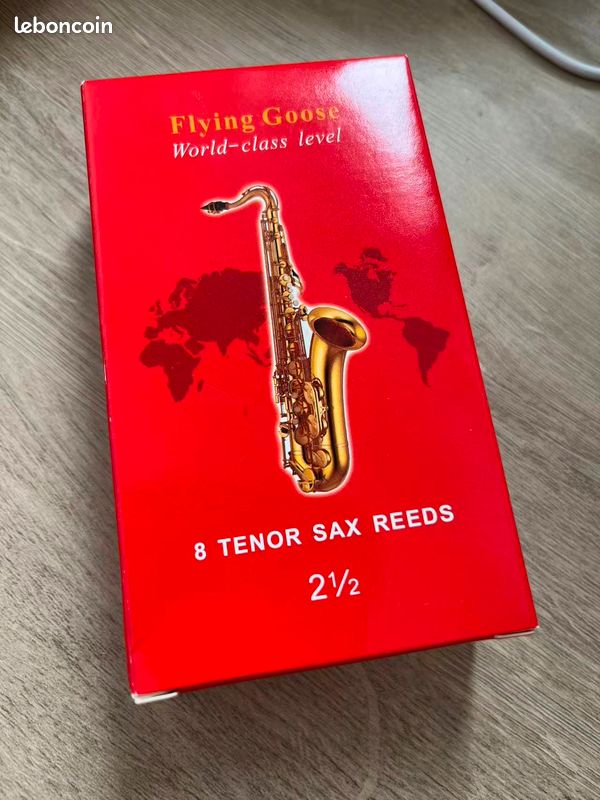 leboncoin
Flying Goose
World-class level
8 TENOR SAX REEDS
2½